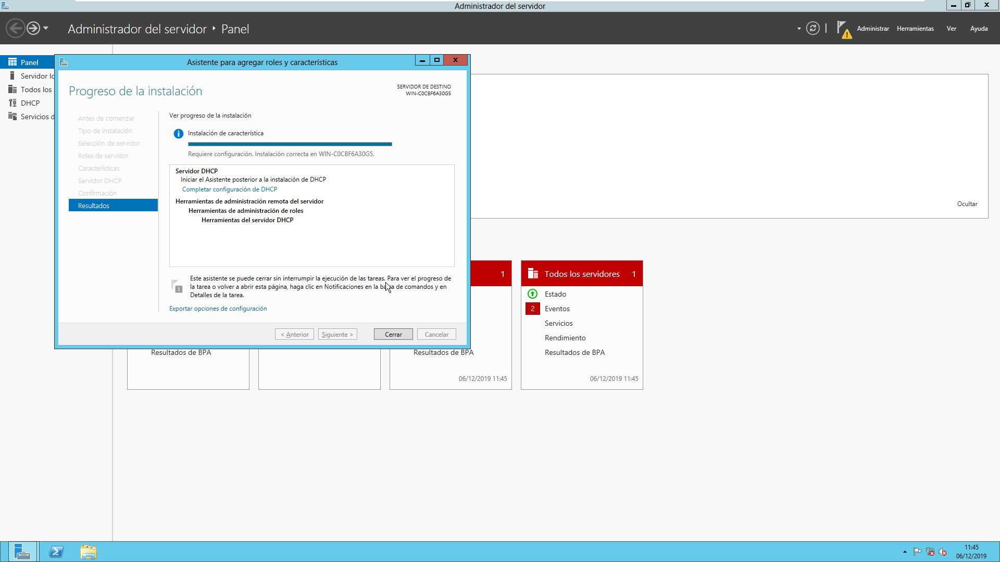 Administrador del servidor
Administrador del servidor ‣ Panel
Administrar
Herramientas
Ver
Ayuda
Panel
Servidor lo
Todos los
DHCP
Servicios d
Asistente para agregar roles y características
Progreso de la instalación
SERVIDOR DE DESTINO
WIN-C0CBF6A30G5
Antes de comenzar
Tipo de instalación
Selección de servidor
Roles de servidor
Características
Servidor DHCP
Confirmación
Resultados
Ver progreso de la instalación
Instalación de característica
Requiere configuración. Instalación correcta en WIN-C0CBF6A30G5.
Servidor DHCP
Iniciar el Asistente posterior a la instalación de DHCP
Completar configuración de DHCP
Herramientas de administración remota del servidor
Herramientas de administración de roles
Herramientas del servidor DHCP
1
Este asistente se puede cerrar sin interrumpir la ejecución de las tareas. Para ver el progreso de
la tarea o volver a abrir esta página, haga clic en Notificaciones en la barra de comandos y en
Detalles de la tarea.
Exportar opciones de configuración
< Anterior
Siguiente >
Cerrar
Cancelar
Ocultar
1
Todos los servidores 1
Estado
2 Eventos
Servicios
Rendimiento
Resultados de BPA
Resultados de BPA
Resultados de BPA
06/12/2019 11:45
06/12/2019 11:45
11:45
06/12/2019